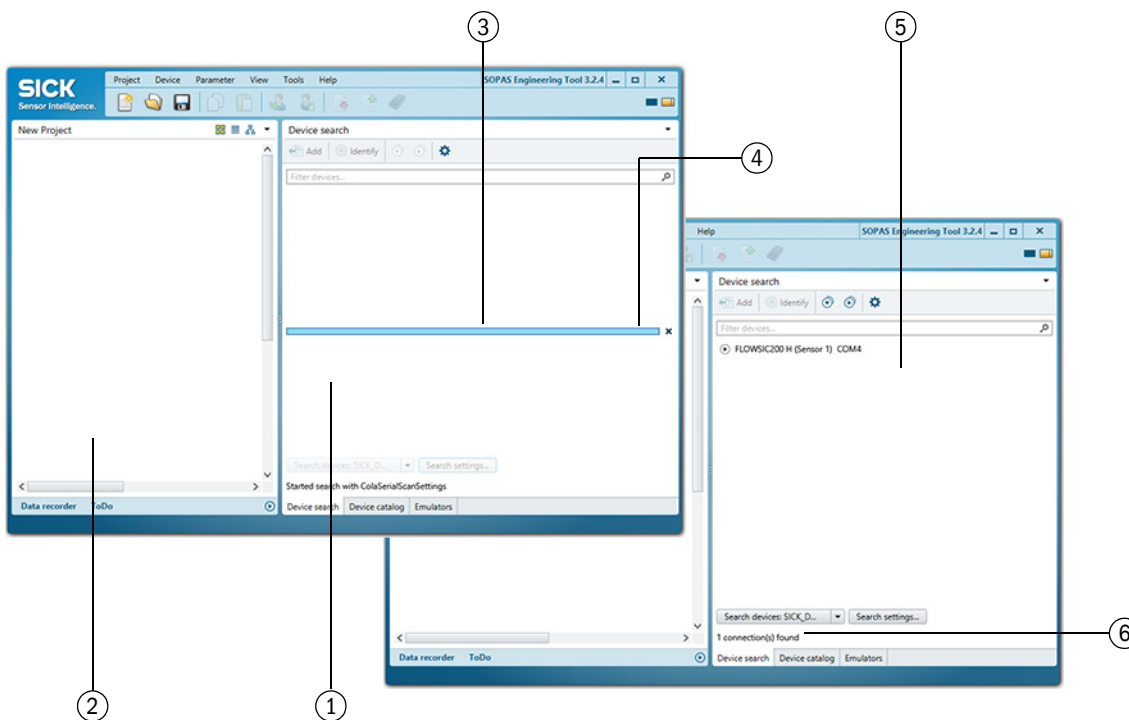 3
5
SICK
Sensor Intelligence.
Project Device Parameter View Tools Help
SOPAS Engineering Tool 3.2.4
New Project
Device search
Add Identify
4
Filter devices...
Help
SOPAS Engineering Tool 3.2.4
Device search
Add Identify
Filter devices...
FLOWSIC200 H (Sensor 1) COM4
Search devices: SICK_D... Search settings...
Started search with ColaSerialScanSettings
Data recorder ToDo
Device search Device catalog Emulators
Search devices: SICK_D... Search settings...
1 connection(s) found
6
Data recorder ToDo
Device search Device catalog Emulators
2
1